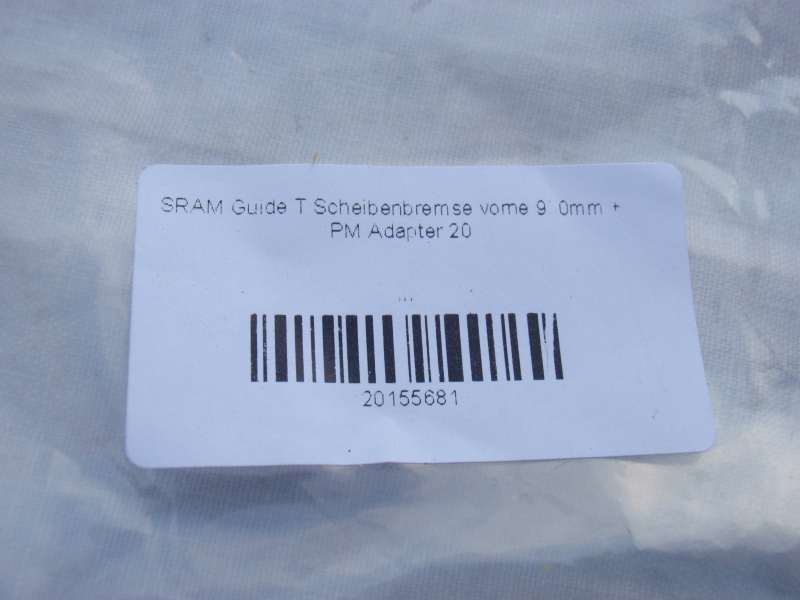 SRAM Guide T Scheibenbremse vorne +
PM Adapter 20
20155681